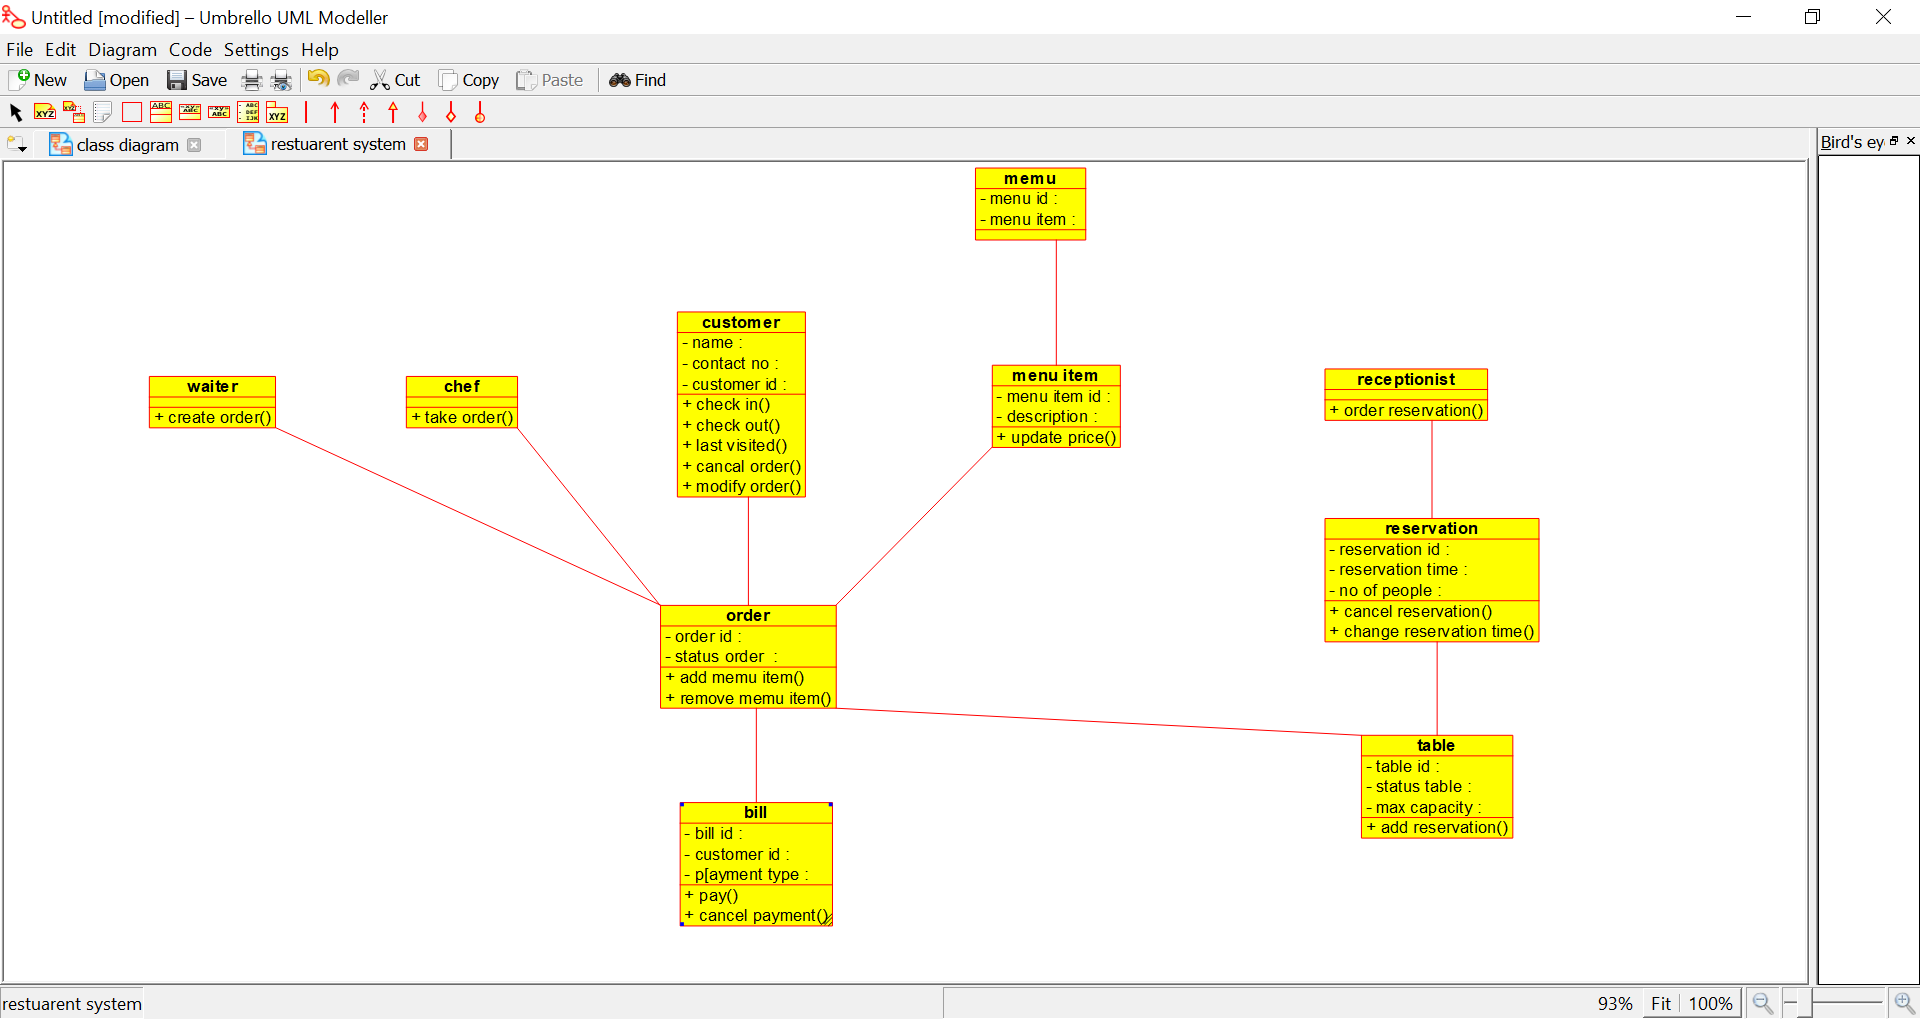 Untitled [modified] – Umbrello UML Modeller
File Edit Diagram Code Settings Help
New Open Save Cut Copy Paste Find
class diagram restuarent system
Bird's ey
memu
- menu id :
- menu item :
customer
- name :
- contact no :
- customer id :
+ check in()
+ check out()
+ last visited()
+ cancal order()
+ modify order()
menu item
- menu item id :
- description :
+ update price()
waiter
+ create order()
chef
+ take order()
receptionist
+ order reservation()
reservation
- reservation id :
- reservation time :
- no of people :
+ cancel reservation()
+ change reservation time()
order
- order id :
- status order :
+ add memu item()
+ remove memu item()
table
- table id :
- status table :
- max capacity :
+ add reservation()
bill
- bill id :
- customer id :
- p[ayment type :
+ pay()
+ cancel payment()
restuarent system
93% Fit 100%